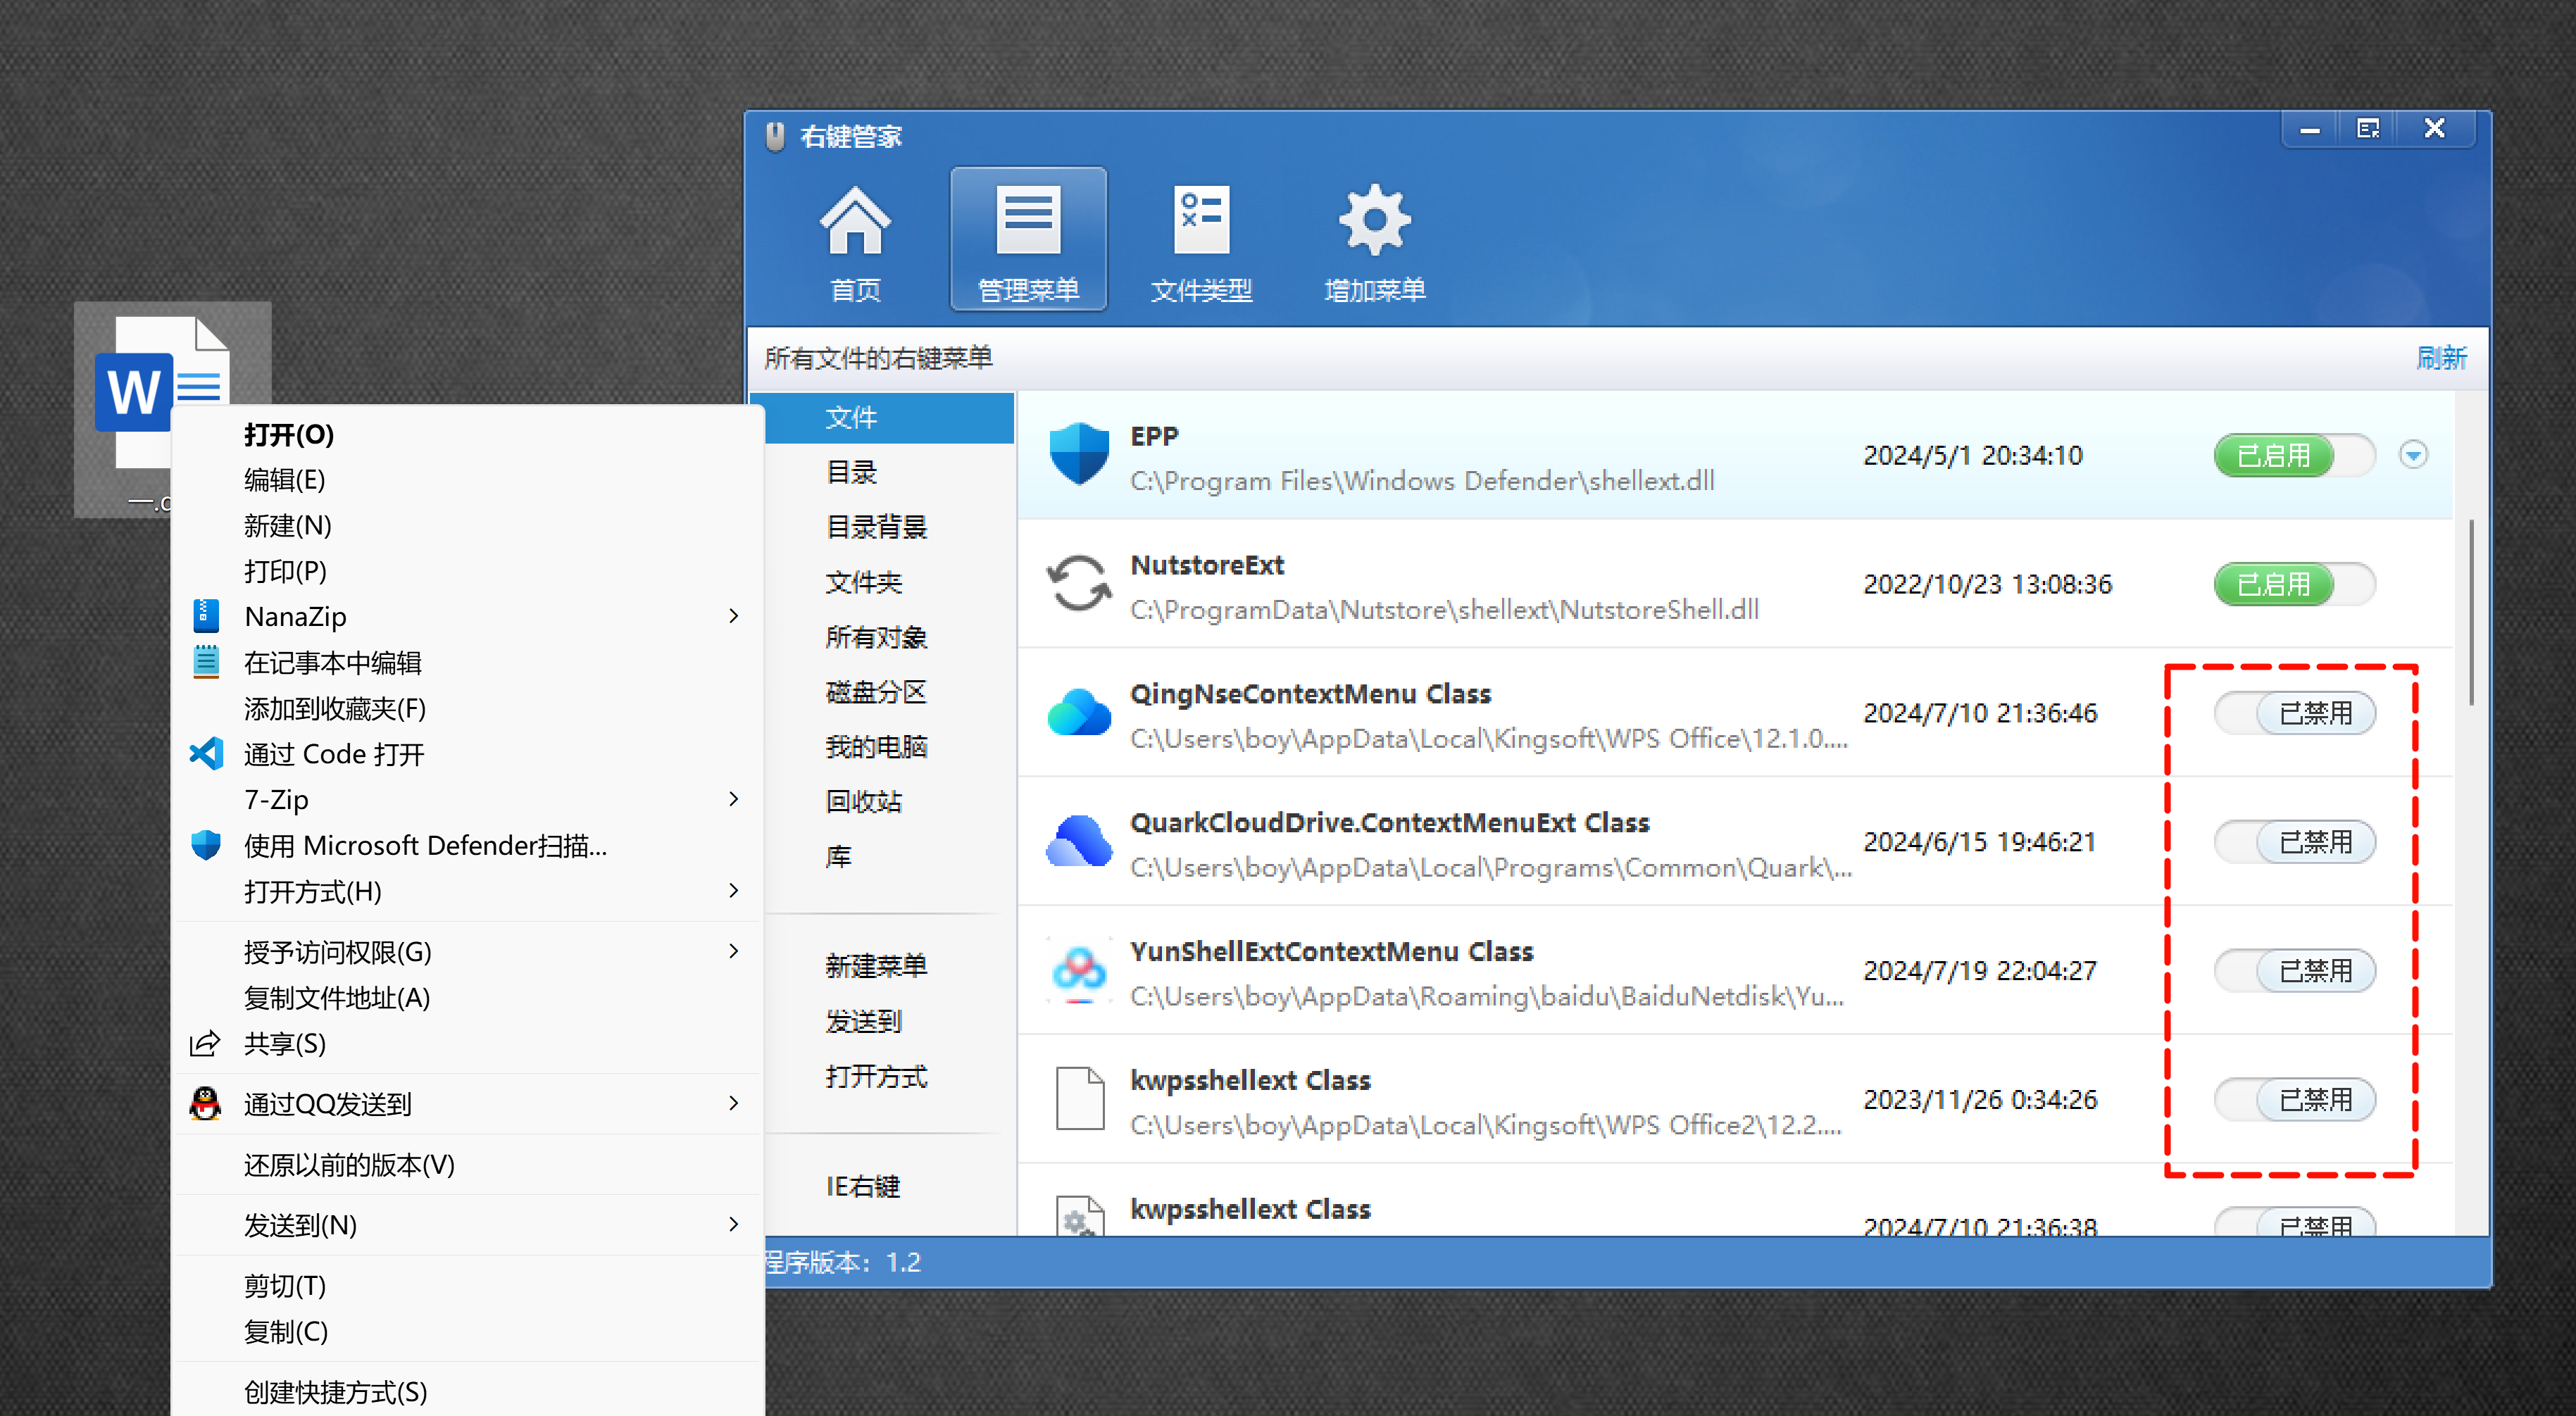 右键管家
首页
管理菜单
文件类型
增加菜单
所有文件的右键菜单
刷新
W
打开(O)
编辑(E)
新建(N)
打印(P)
NanaZip
在记事本中编辑
添加到收藏夹(F)
通过 Code 打开
7-Zip
使用 Microsoft Defender扫描...
打开方式(H)
授予访问权限(G)
复制文件地址(A)
共享(S)
通过QQ发送到
还原以前的版本(V)
发送到(N)
剪切(T)
复制(C)
创建快捷方式(S)
文件
目录
目录背景
文件夹
所有对象
磁盘分区
我的电脑
回收站
库
新建菜单
发送到
打开方式
IE右键
EPP
C:\Program Files\Windows Defender\shellext.dll
2024/5/1 20:34:10
已启用
NutstoreExt
C:\ProgramData\Nutstore\shellext\NutstoreShell.dll
2022/10/23 13:08:36
已启用
QingNseContextMenu Class
C:\Users\boy\AppData\Local\Kingsoft\WPS Office\12.1.0....
2024/7/10 21:36:46
已禁用
QuarkCloudDrive.ContextMenuExt Class
C:\Users\boy\AppData\Local\Programs\Common\Quark\...
2024/6/15 19:46:21
已禁用
YunShellExtContextMenu Class
C:\Users\boy\AppData\Roaming\baidu\BaiduNetdisk\Yu...
2024/7/19 22:04:27
已禁用
kwpsshellext Class
C:\Users\boy\AppData\Local\Kingsoft\WPS Office2\12.2....
2023/11/26 0:34:26
已禁用
kwpsshellext Class
2024/7/10 21:36:38
已禁用
程序版本：1.2